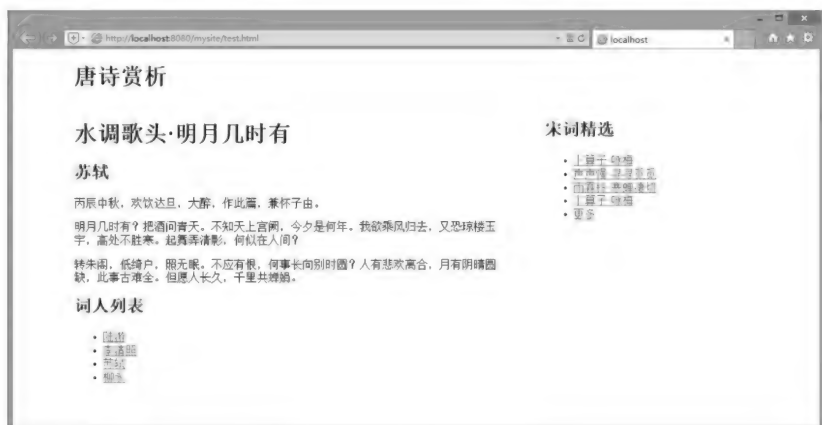 http://localhost:8080/mysite/test.html
localhost
唐诗赏析
水调歌头·明月几时有
苏轼
丙辰中秋，欢饮达旦，大醉，作此篇，兼怀子由。
明月几时有？把酒问青天。不知天上宫阙，今夕是何年。我欲乘风归去，又恐琼楼玉
宇，高处不胜寒。起舞弄清影，何似在人间？
转朱阁，低绮户，照无眠。不应有恨，何事长向别时圆？人有悲欢离合，月有阴晴圆
缺，此事古难全。但愿人长久，千里共婵娟。
词人列表
陆游
李清照
苏轼
柳永
宋词精选
卜算子·咏梅
声声慢·寻寻觅觅
雨霖铃·寒蝉凄切
卜算子·咏梅
更多